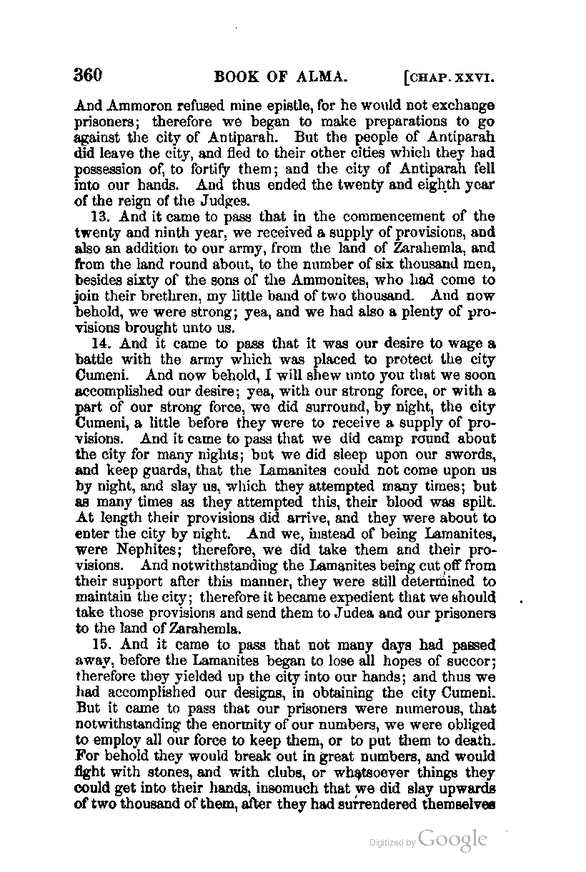 360 BOOK OF ALMA. [CHAP. XXVI.
And Ammoron refused mine epistle, for he would not exchange
prisoners; therefore we began to make preparations to go
against the city of Antiparah. But the people of Antiparah
did leave the city, and fled to their other cities which they had
possession of, to fortify them; and the city of Antiparah fell
into our hands. And thus ended the twenty and eighth year
of the reign of the Judges.
13. And it came to pass that in the commencement of the
twenty and ninth year, we received a supply of provisions, and
also an addition to our army, from the land of Zarahemla, and
from the land round about, to the number of six thousand men,
besides sixty of the sons of the Ammonites, who had come to
join their brethren, my little band of two thousand. And now
behold, we were strong; yea, and we had also a plenty of pro-
visions brought unto us.
14. And it came to pass that it was our desire to wage a
battle with the army which was placed to protect the city
Cumeni. And now behold, I will shew unto you that we soon
accomplished our desire; yea, with our strong force, or with a
part of our strong force, we did surround, by night, the city
Cumeni, a little before they were to receive a supply of pro-
visions. And it came to pass that we did camp round about
the city for many nights; but we did sleep upon our swords,
and keep guards, that the Lamanites could not come upon us
by night, and slay us, which they attempted many times; but
as many times as they attempted this, their blood was spilt.
At length their provisions did arrive, and they were about to
enter the city by night. And we, instead of being Lamanites,
were Nephites; therefore, we did take them and their pro-
visions. And notwithstanding the Lamanites being cut off from
their support after this manner, they were still determined to
maintain the city; therefore it became expedient that we should
take those provisions and send them to Judea and our prisoners
to the land of Zarahemla.
15. And it came to pass that not many days had passed
away, before the Lamanites began to lose all hopes of succor;
therefore they yielded up the city into our hands; and thus we
had accomplished our designs, in obtaining the city Cumeni.
But it came to pass that our prisoners were numerous, that
notwithstanding the enormity of our numbers, we were obliged
to employ all our force to keep them, or to put them to death.
For behold they would break out in great numbers, and would
fight with stones, and with clubs, or whatsoever things they
could get into their hands, insomuch that we did slay upwards
of two thousand of them, after they had surrendered themselves
Digitized by Google